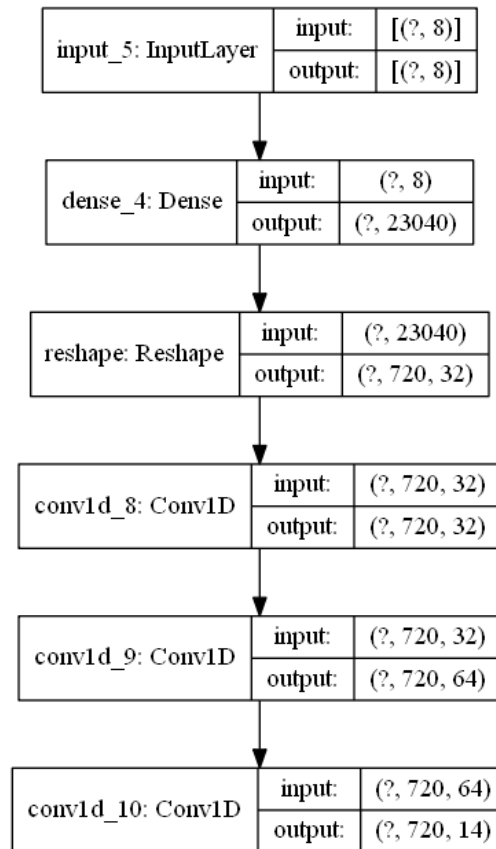 input_5: InputLayer
input: [(?, 8)]
output: [(?, 8)]
dense_4: Dense
input: (?, 8)
output: (?, 23040)
reshape: Reshape
input: (?, 23040)
output: (?, 720, 32)
conv1d_8: Conv1D
input: (?, 720, 32)
output: (?, 720, 32)
conv1d_9: Conv1D
input: (?, 720, 32)
output: (?, 720, 64)
conv1d_10: Conv1D
input: (?, 720, 64)
output: (?, 720, 14)